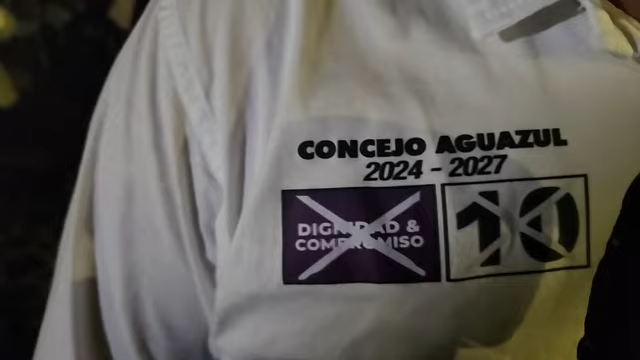 CONCEJO AGUAZUL
2024 - 2027
DIGNIDAD &
COMPROMISO
10